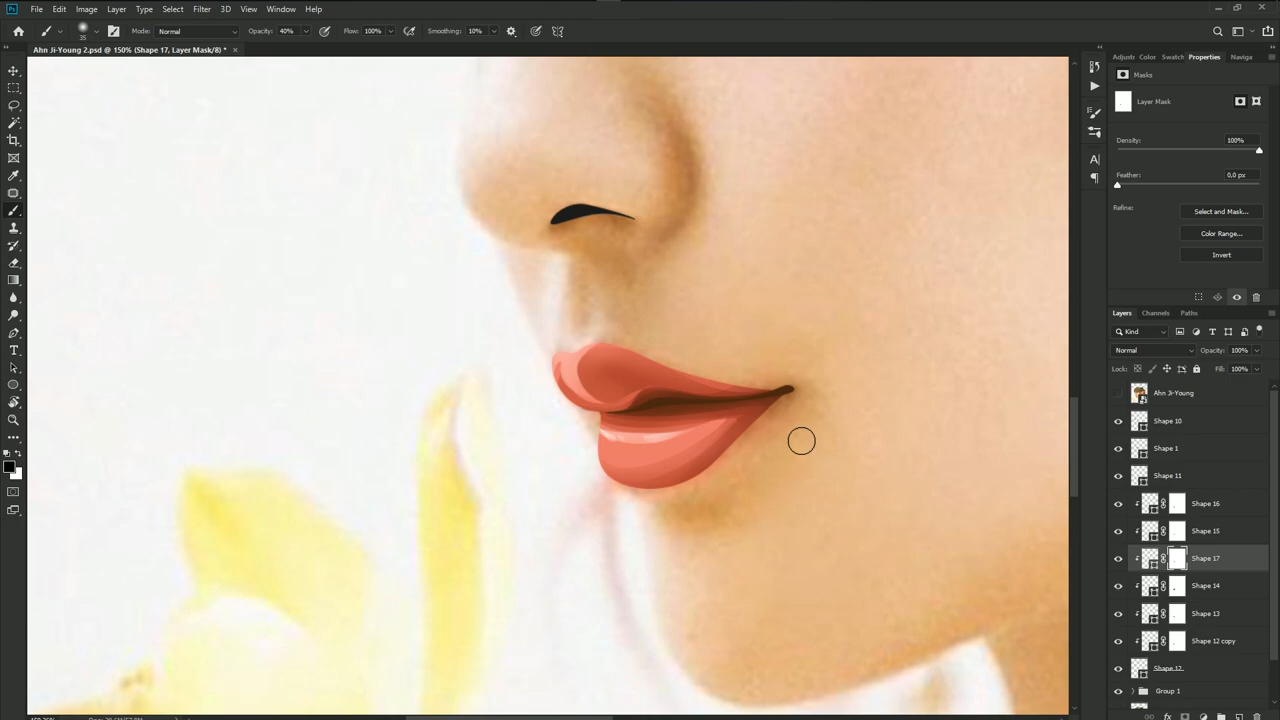 Ps File Edit Image Layer Type Select Filter 3D View Window Help
35 Mode: Normal Opacity: 40% Flow: 100% Smoothing: 10%
Ahn Ji-Young 2.psd @ 150% (Shape 17, Layer Mask/8) * ×
Adjustr Color Swatch Properties Naviga
Masks
Layer Mask
Density: 100%
Feather: 0,0 px
Refine: Select and Mask...
Color Range...
Invert
Layers Channels Paths
Kind
Normal Opacity: 100%
Lock: Fill: 100%
Ahn Ji-Young
Shape 10
Shape 1
Shape 11
Shape 16
Shape 15
Shape 17
Shape 14
Shape 13
Shape 12 copy
Shape 12
Group 1
fx